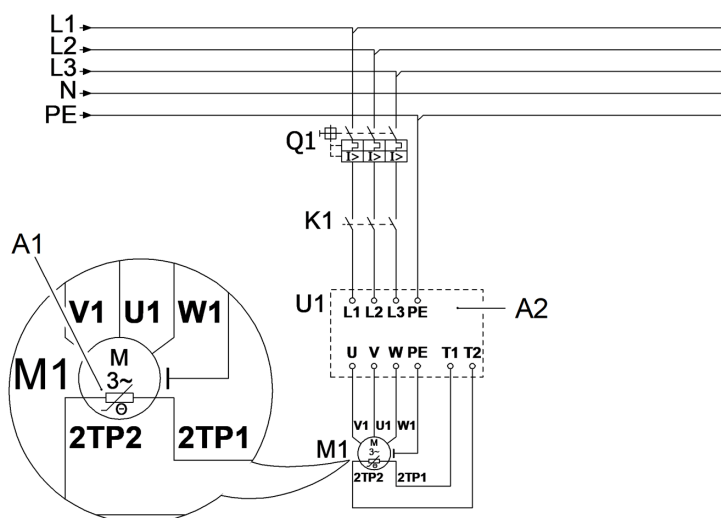 L1
L2
L3
N
PE
Q1
I> I> I>
K1
A1
U1
L1 L2 L3 PE
A2
U V W PE T1 T2
V1 U1 W1
M1
M
3~
Θ
2TP2 2TP1
V1 U1 W1
M1
M
3~
Θ
2TP2 2TP1